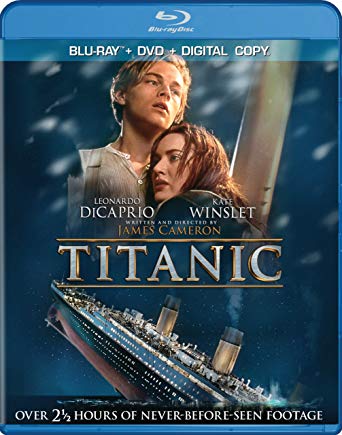 Blu-ray Disc
BLU-RAY™ + DVD + DIGITAL COPY
LEONARDO KATE
DiCAPRIO WINSLET
WRITTEN AND DIRECTED BY
JAMES CAMERON
TITANIC
OVER 2½ HOURS OF NEVER-BEFORE-SEEN FOOTAGE